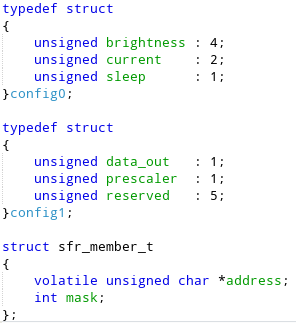 typedef struct
{
    unsigned brightness : 4;
    unsigned current    : 2;
    unsigned sleep      : 1;
}config0;

typedef struct
{
    unsigned data_out   : 1;
    unsigned prescaler  : 1;
    unsigned reserved   : 5;
}config1;

struct sfr_member_t
{
    volatile unsigned char *address;
    int mask;
};